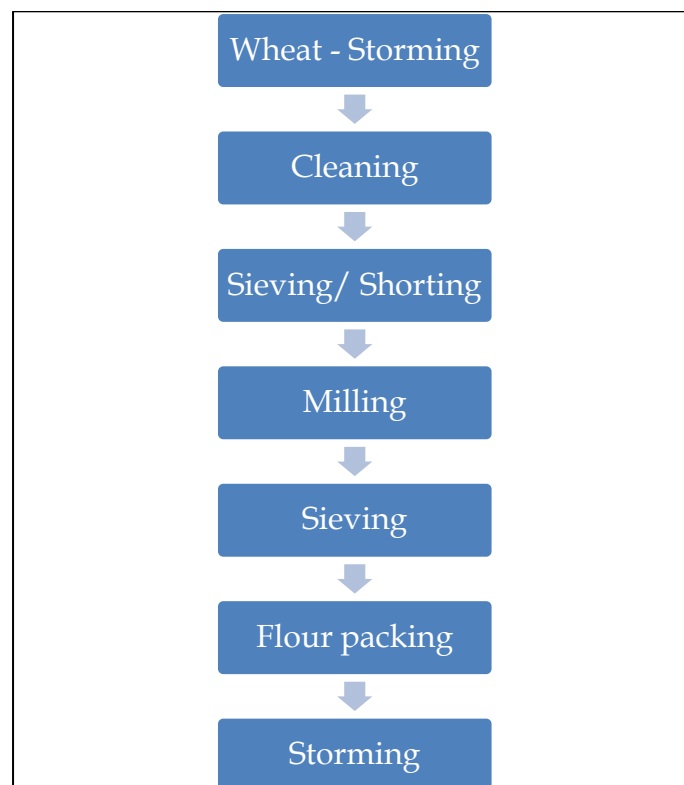 Wheat - Storming
Cleaning
Sieving/ Shorting
Milling
Sieving
Flour packing
Storming